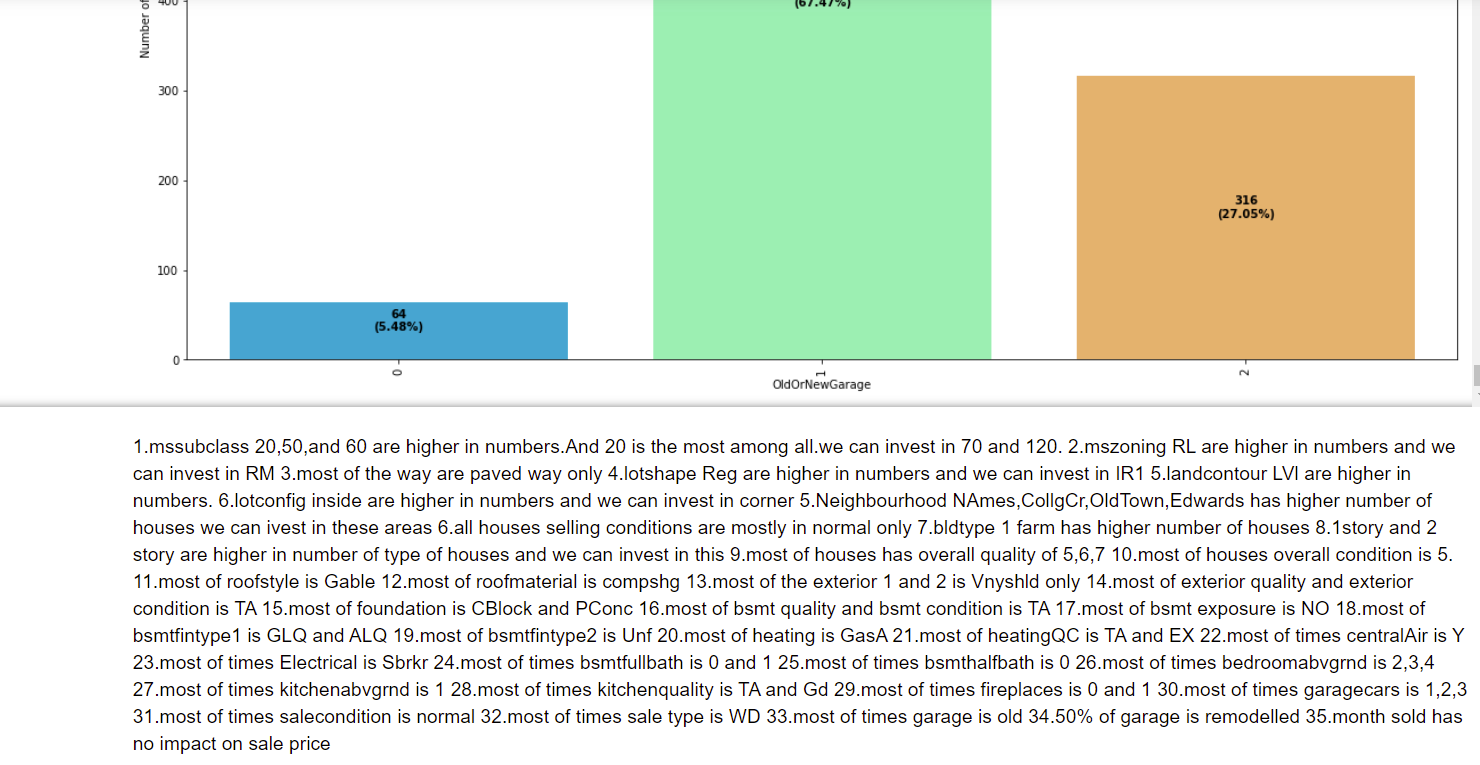 400
Number of
(67.47%)
300
200
316
(27.05%)
100
64
(5.48%)
0
0
1
2
OldOrNewGarage
1.mssubclass 20,50,and 60 are higher in numbers.And 20 is the most among all.we can invest in 70 and 120. 2.mszoning RL are higher in numbers and we
can invest in RM 3.most of the way are paved way only 4.lotshape Reg are higher in numbers and we can invest in IR1 5.landcontour LVI are higher in
numbers. 6.lotconfig inside are higher in numbers and we can invest in corner 5.Neighbourhood NAmes,CollgCr,OldTown,Edwards has higher number of
houses we can ivest in these areas 6.all houses selling conditions are mostly in normal only 7.bldtype 1 farm has higher number of houses 8.1story and 2
story are higher in number of type of houses and we can invest in this 9.most of houses has overall quality of 5,6,7 10.most of houses overall condition is 5.
11.most of roofstyle is Gable 12.most of roofmaterial is compshg 13.most of the exterior 1 and 2 is Vnyshld only 14.most of exterior quality and exterior
condition is TA 15.most of foundation is CBlock and PConc 16.most of bsmt quality and bsmt condition is TA 17.most of bsmt exposure is NO 18.most of
bsmtfintype1 is GLQ and ALQ 19.most of bsmtfintype2 is Unf 20.most of heating is GasA 21.most of heatingQC is TA and EX 22.most of times centralAir is Y
23.most of times Electrical is Sbrkr 24.most of times bsmtfullbath is 0 and 1 25.most of times bsmthalfbath is 0 26.most of times bedroomabvgrnd is 2,3,4
27.most of times kitchenabvgrnd is 1 28.most of times kitchenquality is TA and Gd 29.most of times fireplaces is 0 and 1 30.most of times garagecars is 1,2,3
31.most of times salecondition is normal 32.most of times sale type is WD 33.most of times garage is old 34.50% of garage is remodelled 35.month sold has
no impact on sale price